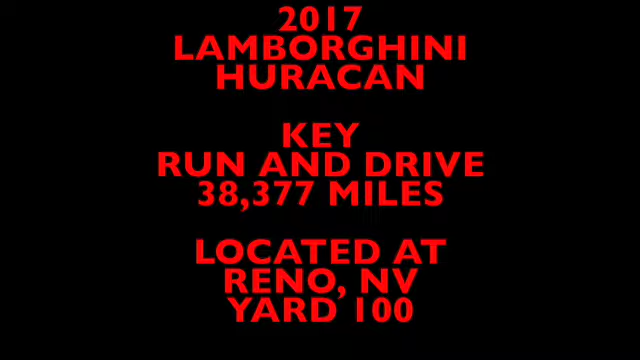 2017
LAMBORGHINI
HURACAN
KEY
RUN AND DRIVE
38,377 MILES
LOCATED AT
RENO, NV
YARD 100